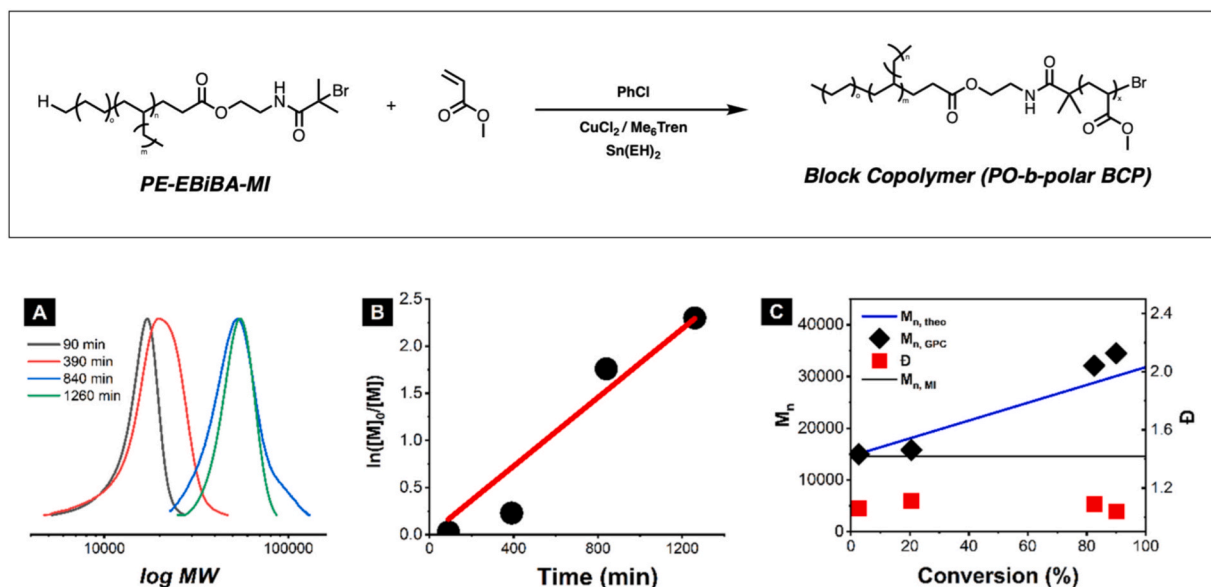 H
o
m
n
O
O
H
N
O
Br
+
O
O
PhCl
CuCl₂ / Me₆Tren
Sn(EH)₂
o
n
m
O
O
H
N
O
x
Br
O
O
PE-EBiBA-MI
Block Copolymer (PO-b-polar BCP)
A
90 min
390 min
840 min
1260 min
10000
100000
log MW
B
2.5
2.0
1.5
1.0
0.5
0.0
ln([M]₀/[M])
0
400
800
1200
Time (min)
C
Mₙ, theo
Mₙ, GPC
Đ
Mₙ, MI
40000
30000
20000
10000
0
Mₙ
2.4
2.0
1.6
1.2
Đ
0
20
40
60
80
100
Conversion (%)